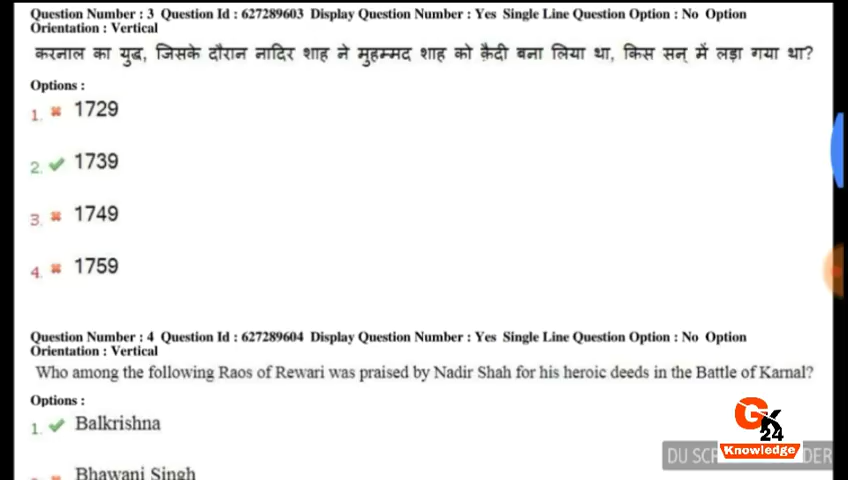 Question Number : 3 Question Id : 627289603 Display Question Number : Yes Single Line Question Option : No Option
Orientation : Vertical
करनाल का युद्ध, जिसके दौरान नादिर शाह ने मुहम्मद शाह को क़ैदी बना लिया था, किस सन् में लड़ा गया था?
Options :
1. 1729
2. 1739
3. 1749
4. 1759
Question Number : 4 Question Id : 627289604 Display Question Number : Yes Single Line Question Option : No Option
Orientation : Vertical
Who among the following Raos of Rewari was praised by Nadir Shah for his heroic deeds in the Battle of Karnal?
Options :
1. Balkrishna
Bhawani Singh
GK
24
Knowledge
DU SC DER